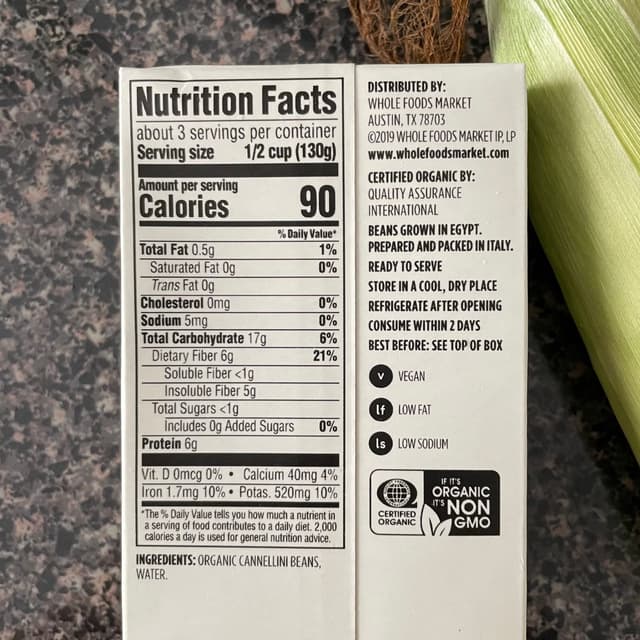 Nutrition Facts
about 3 servings per container
Serving size 1/2 cup (130g)
Amount per serving
Calories 90
% Daily Value*
Total Fat 0.5g 1%
Saturated Fat 0g 0%
Trans Fat 0g
Cholesterol 0mg 0%
Sodium 5mg 0%
Total Carbohydrate 17g 6%
Dietary Fiber 6g 21%
Soluble Fiber <1g
Insoluble Fiber 5g
Total Sugars <1g
Includes 0g Added Sugars 0%
Protein 6g
Vit. D 0mcg 0% • Calcium 40mg 4%
Iron 1.7mg 10% • Potas. 520mg 10%
*The % Daily Value tells you how much a nutrient in
a serving of food contributes to a daily diet. 2,000
calories a day is used for general nutrition advice.
INGREDIENTS: ORGANIC CANNELLINI BEANS,
WATER.
DISTRIBUTED BY:
WHOLE FOODS MARKET
AUSTIN, TX 78703
©2019 WHOLE FOODS MARKET IP, LP
www.wholefoodsmarket.com
CERTIFIED ORGANIC BY:
QUALITY ASSURANCE
INTERNATIONAL
BEANS GROWN IN EGYPT.
PREPARED AND PACKED IN ITALY.
READY TO SERVE
STORE IN A COOL, DRY PLACE
REFRIGERATE AFTER OPENING
CONSUME WITHIN 2 DAYS
BEST BEFORE: SEE TOP OF BOX
v VEGAN
lf LOW FAT
ls LOW SODIUM
CERTIFIED
ORGANIC
IF IT'S
ORGANIC
IT'S NON
GMO